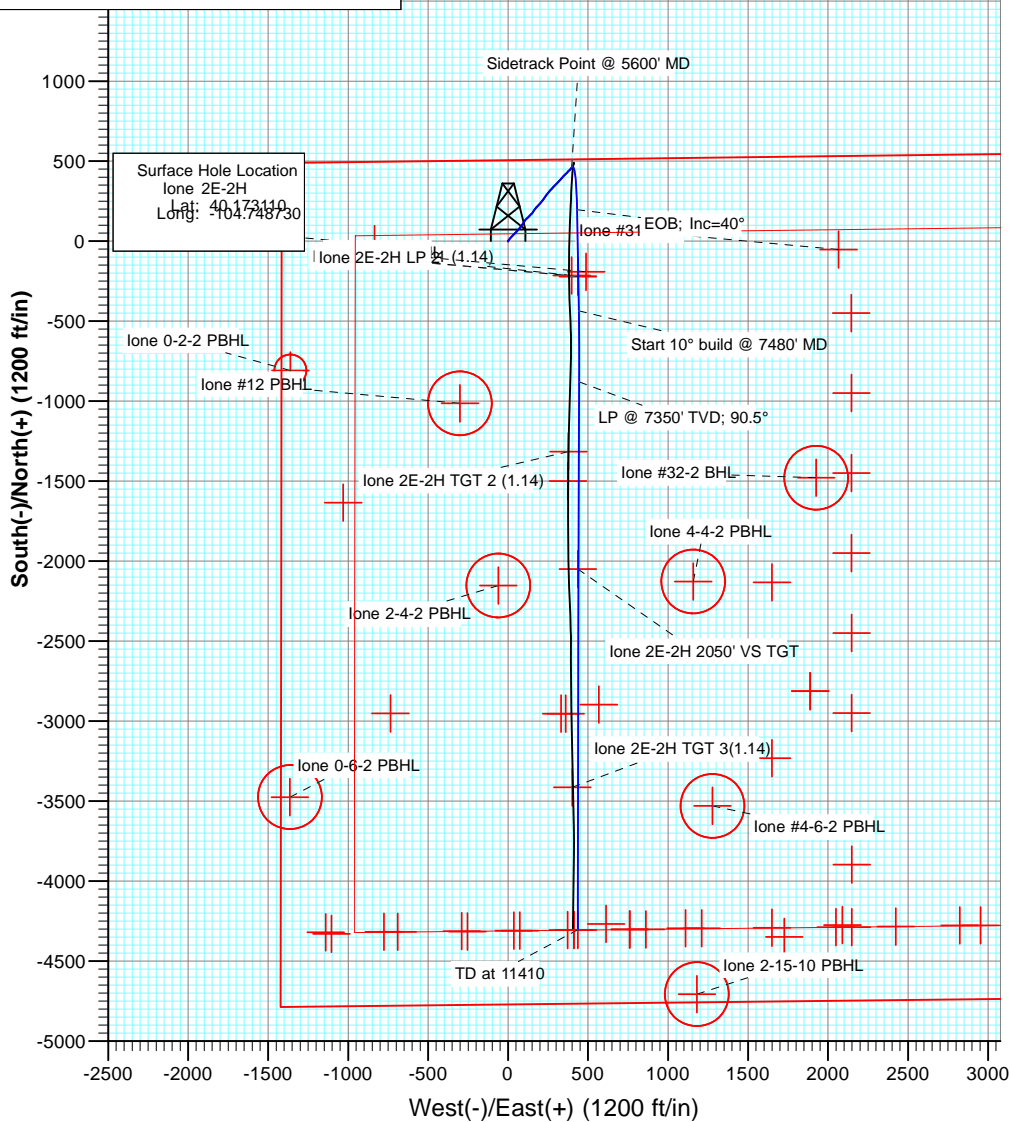 Sidetrack Point @ 5600' MD
Surface Hole Location
Ione 2E-2H
Lat: 40.173110
Long: -104.748730
EOB; Inc=40°
Ione #31
Ione 2E-2H LP (1.14)
Ione 0-2-2 PBHL
Start 10° build @ 7480' MD
Ione #12 PBHL
LP @ 7350' TVD; 90.5°
Ione 2E-2H TGT 2 (1.14)
Ione #32-2 BHL
Ione 4-4-2 PBHL
Ione 2-4-2 PBHL
Ione 2E-2H 2050' VS TGT
Ione 2E-2H TGT 3(1.14)
Ione 0-6-2 PBHL
Ione #4-6-2 PBHL
Ione 2-15-10 PBHL
TD at 11410
1000
500
0
-500
-1000
-1500
-2000
-2500
-3000
-3500
-4000
-4500
-5000
South(-)/North(+) (1200 ft/in)
-2500 -2000 -1500 -1000 -500 0 500 1000 1500 2000 2500 3000
West(-)/East(+) (1200 ft/in)